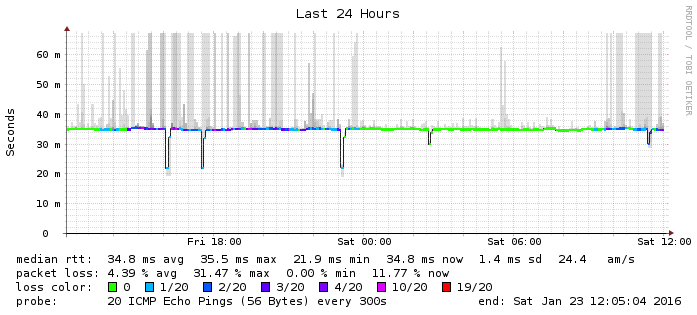 Last 24 Hours
RRDTOOL / TOBI OETIKER
Seconds
60 m
50 m
40 m
30 m
20 m
10 m
0
Fri 18:00 Sat 00:00 Sat 06:00 Sat 12:00
median rtt: 34.8 ms avg 35.5 ms max 21.9 ms min 34.8 ms now 1.4 ms sd 24.4 am/s
packet loss: 4.39 % avg 31.47 % max 0.00 % min 11.77 % now
loss color: 0 1/20 2/20 3/20 4/20 10/20 19/20
probe: 20 ICMP Echo Pings (56 Bytes) every 300s end: Sat Jan 23 12:05:04 2016